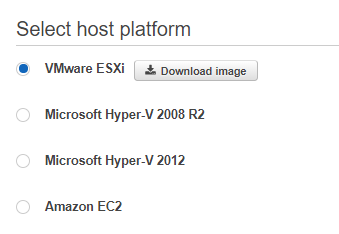 Select host platform
VMware ESXi Download image
Microsoft Hyper-V 2008 R2
Microsoft Hyper-V 2012
Amazon EC2